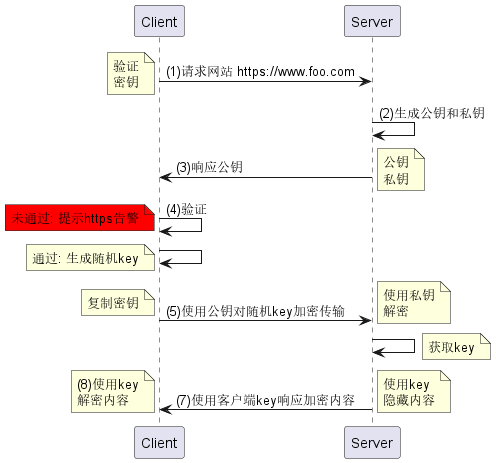 Client
Server
验证
密钥
(1)请求网站 https://www.foo.com
(2)生成公钥和私钥
(3)响应公钥
公钥
私钥
未通过: 提示https告警
(4)验证
通过: 生成随机key
复制密钥
(5)使用公钥对随机key加密传输
使用私钥
解密
获取key
(8)使用key
解密内容
(7)使用客户端key响应加密内容
使用key
隐藏内容
Client
Server